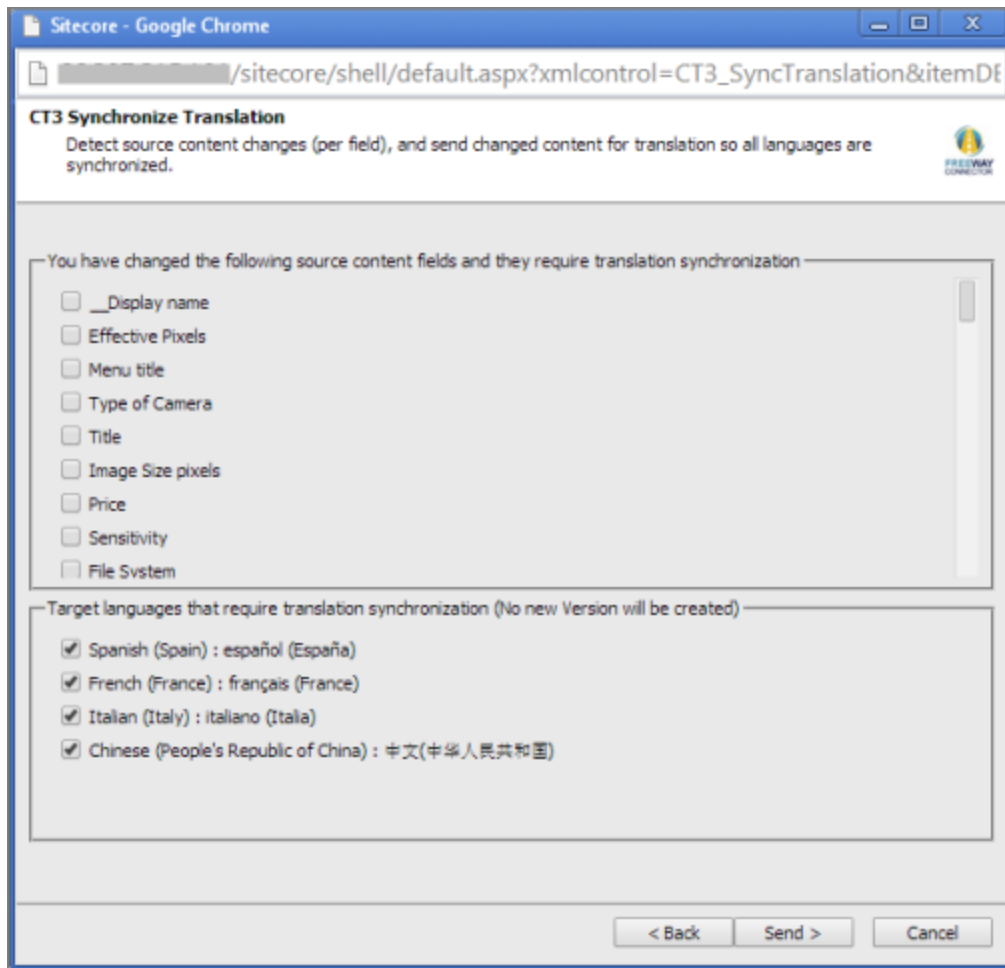 Sitecore - Google Chrome
/sitecore/shell/default.aspx?xmlcontrol=CT3_SyncTranslation&itemDE
CT3 Synchronize Translation
Detect source content changes (per field), and send changed content for translation so all languages are
synchronized.
FREEWAY
CONNECTOR
You have changed the following source content fields and they require translation synchronization
__Display name
Effective Pixels
Menu title
Type of Camera
Title
Image Size pixels
Price
Sensitivity
File System
Target languages that require translation synchronization (No new Version will be created)
Spanish (Spain) : español (España)
French (France) : français (France)
Italian (Italy) : italiano (Italia)
Chinese (People's Republic of China) : 中文(中华人民共和国)
< Back
Send >
Cancel